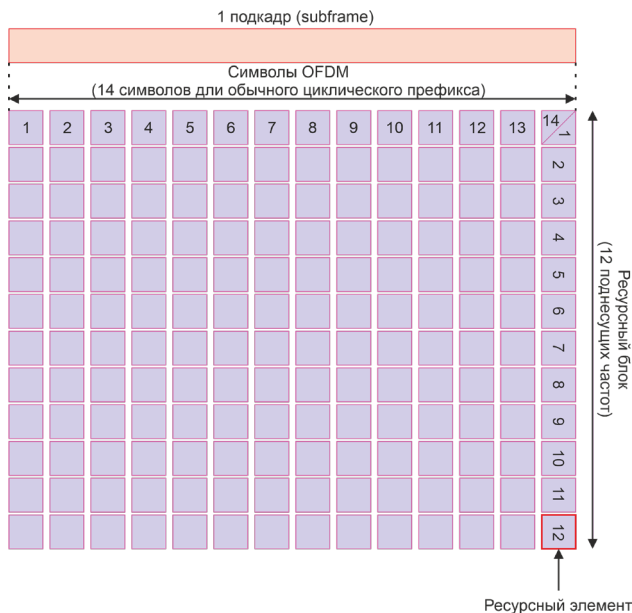 1 подкадр (subframe)
Символы OFDM
(14 символов дли обычного циклического префикса)
1 2 3 4 5 6 7 8 9 10 11 12 13 14 1
2
3
4
5
6
7
8
9
10
11
12
Ресурсный блок
(12 поднесущих частот)
Ресурсный элемент